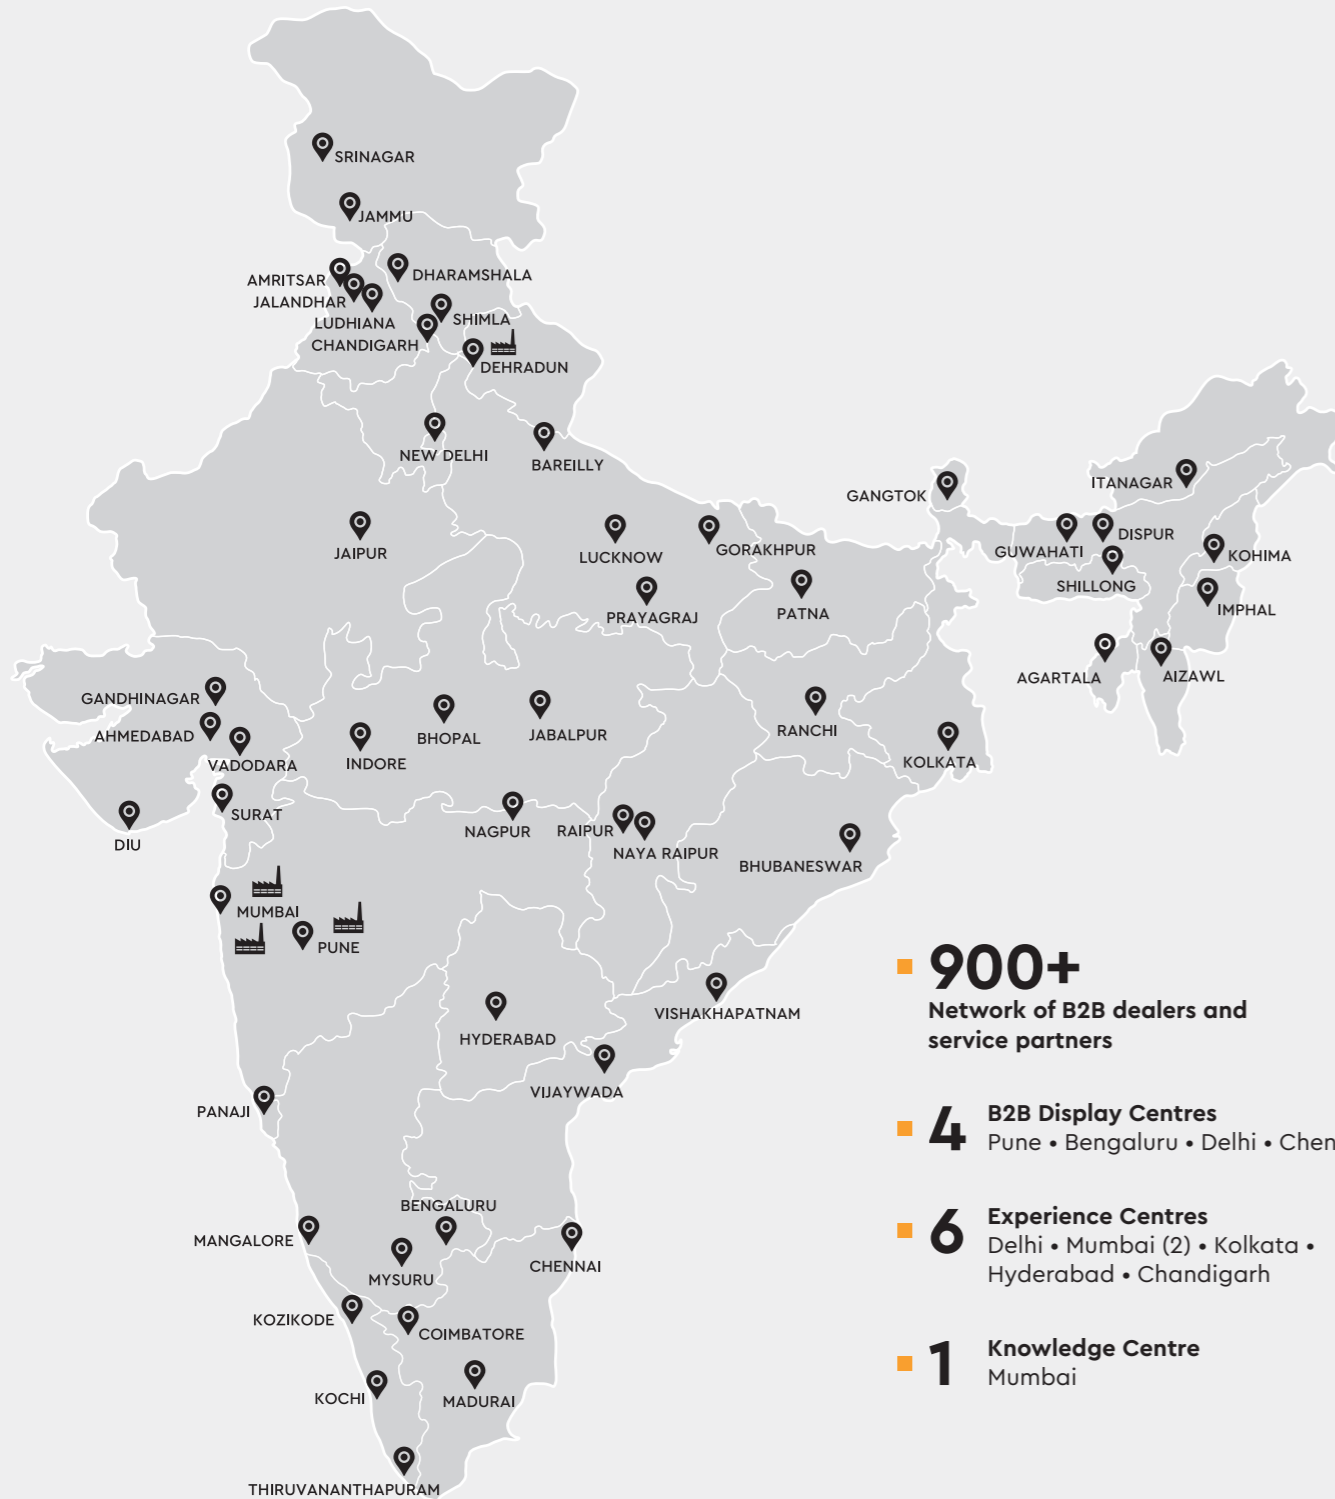 SRINAGAR
JAMMU
AMRITSAR
DHARAMSHALA
JALANDHAR
LUDHIANA
SHIMLA
CHANDIGARH
DEHRADUN
NEW DELHI
BAREILLY
GANGTOK
ITANAGAR
JAIPUR
LUCKNOW
GORAKHPUR
GUWAHATI
DISPUR
KOHIMA
SHILLONG
PRAYAGRAJ
PATNA
IMPHAL
AGARTALA
AIZAWL
GANDHINAGAR
AHMEDABAD
VADODARA
INDORE
BHOPAL
JABALPUR
RANCHI
KOLKATA
SURAT
DIU
NAGPUR
RAIPUR
NAYA RAIPUR
BHUBANESWAR
MUMBAI
PUNE
VISHAKHAPATNAM
HYDERABAD
VIJAYWADA
PANAJI
BENGALURU
MANGALORE
MYSURU
CHENNAI
KOZIKODE
COIMBATORE
KOCHI
MADURAI
THIRUVANANTHAPURAM
900+
Network of B2B dealers and
service partners
4
B2B Display Centres
Pune • Bengaluru • Delhi • Chen
6
Experience Centres
Delhi • Mumbai (2) • Kolkata •
Hyderabad • Chandigarh
1
Knowledge Centre
Mumbai